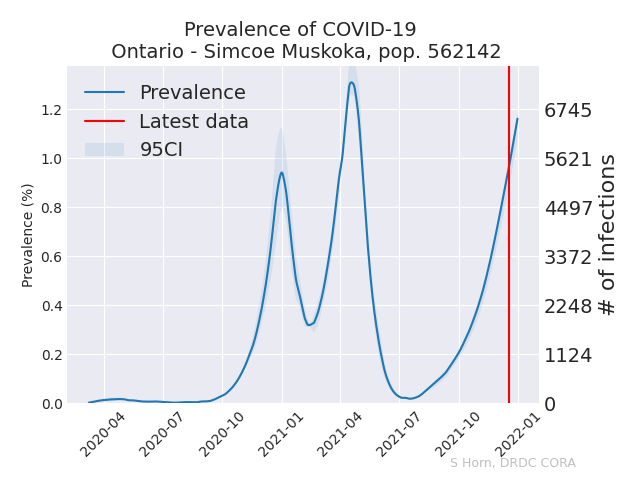 Prevalence of COVID-19
Ontario - Simcoe Muskoka, pop. 562142
Prevalence
Latest data
95CI
Prevalence (%)
1.2
1.0
0.8
0.6
0.4
0.2
0.0
6745
5621
4497
3372
2248
1124
0
# of infections
2020-04
2020-07
2020-10
2021-01
2021-04
2021-07
2021-10
2022-01
S Horn, DRDC CORA